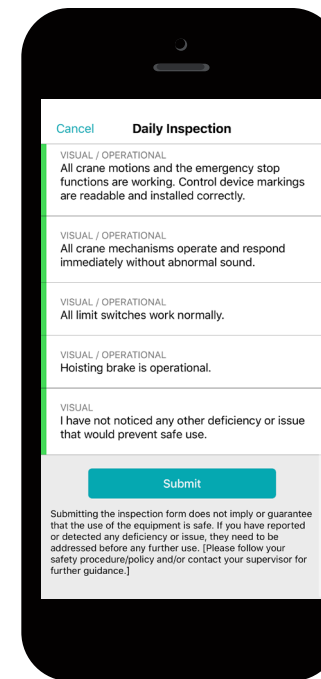 Cancel Daily Inspection
VISUAL / OPERATIONAL
All crane motions and the emergency stop
functions are working. Control device markings
are readable and installed correctly.
VISUAL / OPERATIONAL
All crane mechanisms operate and respond
immediately without abnormal sound.
VISUAL / OPERATIONAL
All limit switches work normally.
VISUAL / OPERATIONAL
Hoisting brake is operational.
VISUAL
I have not noticed any other deficiency or issue
that would prevent safe use.
Submit
Submitting the inspection form does not imply or guarantee
that the use of the equipment is safe. If you have reported
or detected any deficiency or issue, they need to be
addressed before any further use. [Please follow your
safety procedure/policy and/or contact your supervisor for
further guidance.]